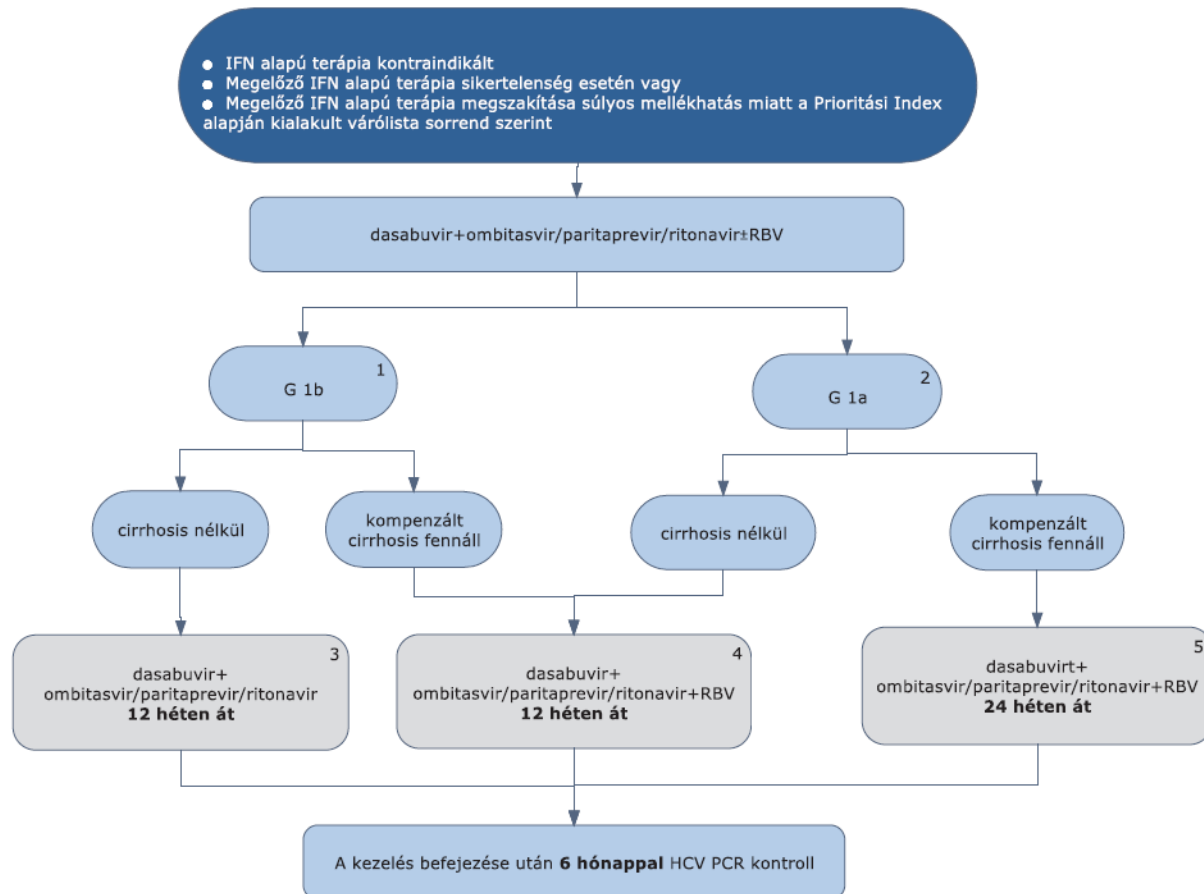 ● IFN alapú terápia kontraindikált
● Megelőző IFN alapú terápia sikertelenség esetén vagy
● Megelőző IFN alapú terápia megszakítása súlyos mellékhatás miatt a Prioritási Index
alapján kialakult várólista sorrend szerint
dasabuvir+ombitasvir/paritaprevir/ritonavir±RBV
1
G 1b
2
G 1a
cirrhosis nélkül
kompenzált
cirrhosis fennáll
cirrhosis nélkül
kompenzált
cirrhosis fennáll
3
dasabuvir+
ombitasvir/paritaprevir/ritonavir
12 héten át
4
dasabuvir+
ombitasvir/paritaprevir/ritonavir+RBV
12 héten át
5
dasabuvirt+
ombitasvir/paritaprevir/ritonavir+RBV
24 héten át
A kezelés befejezése után 6 hónappal HCV PCR kontroll